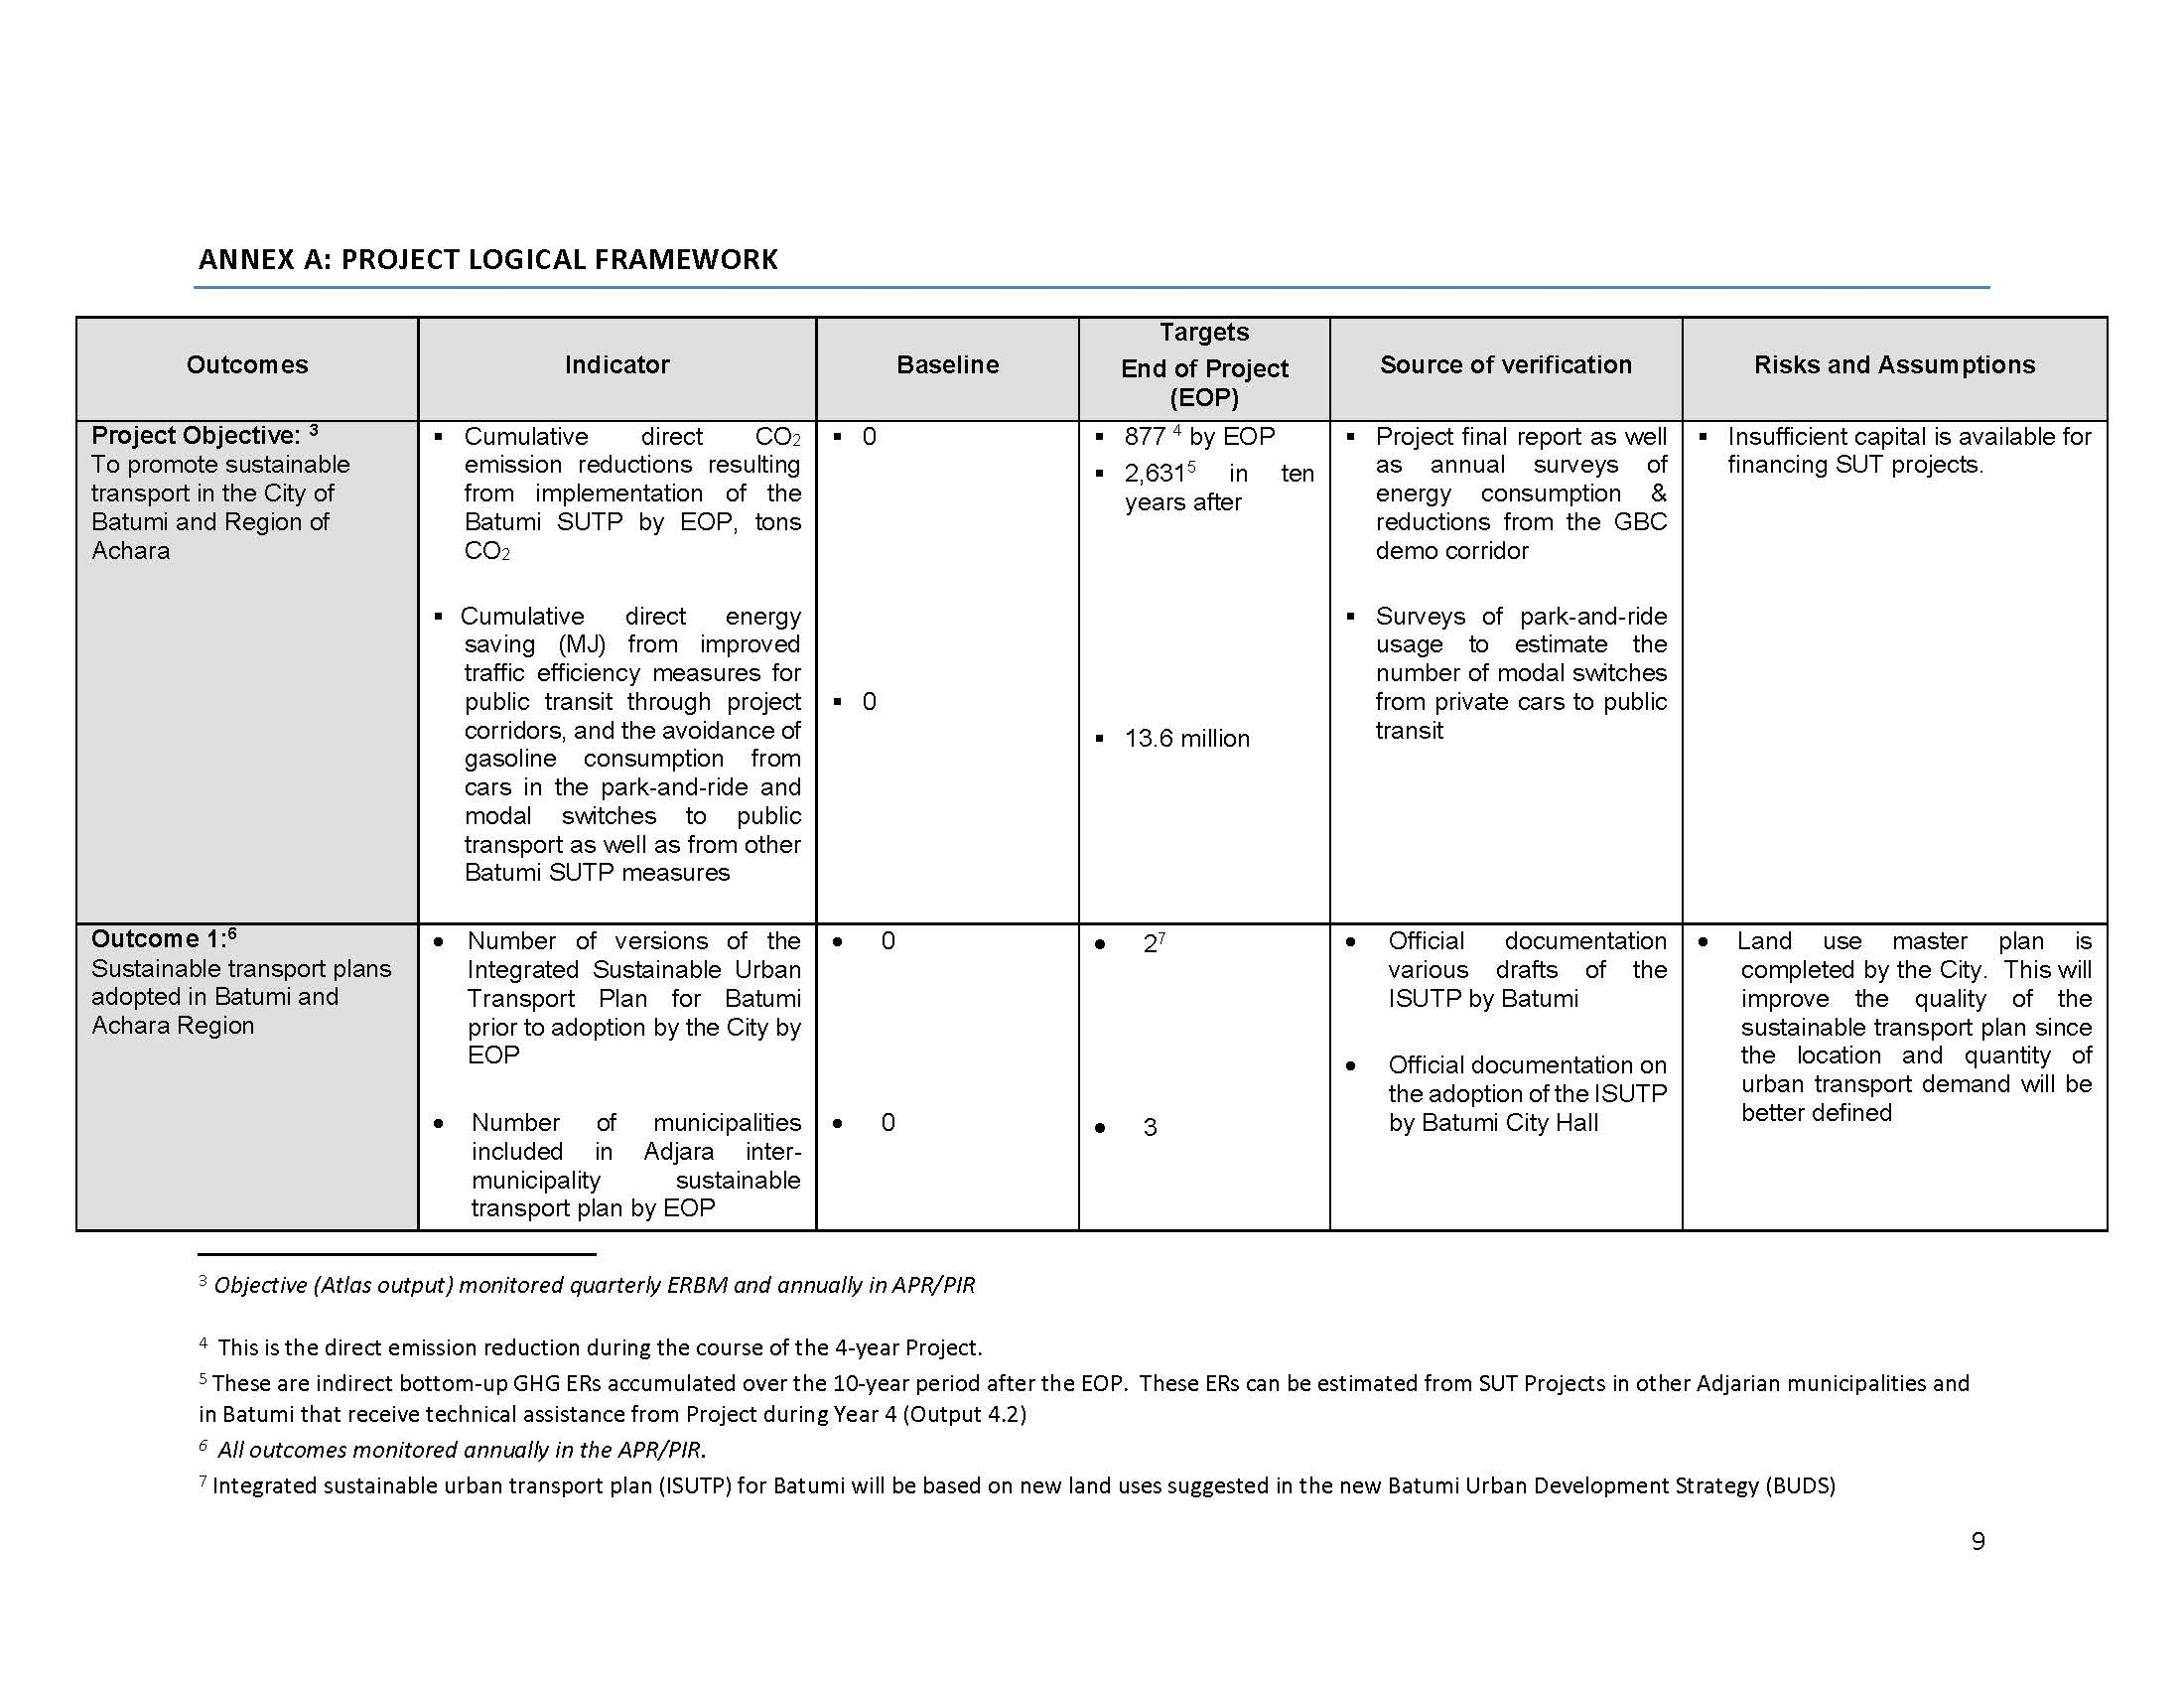 ANNEX A: PROJECT LOGICAL FRAMEWORK
Outcomes
Indicator
Baseline
Targets
End of Project
(EOP)
Source of verification
Risks and Assumptions
Project Objective: 3
To promote sustainable
transport in the City of
Batumi and Region of
Achara
▪ Cumulative direct CO2
emission reductions resulting
from implementation of the
Batumi SUTP by EOP, tons
CO2
▪ Cumulative direct energy
saving (MJ) from improved
traffic efficiency measures for
public transit through project
corridors, and the avoidance of
gasoline consumption from
cars in the park-and-ride and
modal switches to public
transport as well as from other
Batumi SUTP measures
▪ 0
▪ 0
▪ 877 4 by EOP
▪ 2,6315 in ten
years after
▪ 13.6 million
▪ Project final report as well
as annual surveys of
energy consumption &
reductions from the GBC
demo corridor
▪ Surveys of park-and-ride
usage to estimate the
number of modal switches
from private cars to public
transit
▪ Insufficient capital is available for
financing SUT projects.
Outcome 1:6
Sustainable transport plans
adopted in Batumi and
Achara Region
• Number of versions of the
Integrated Sustainable Urban
Transport Plan for Batumi
prior to adoption by the City by
EOP
• Number of municipalities
included in Adjara inter-
municipality sustainable
transport plan by EOP
• 0
• 0
• 27
• 3
• Official documentation
various drafts of the
ISUTP by Batumi
• Official documentation on
the adoption of the ISUTP
by Batumi City Hall
• Land use master plan is
completed by the City. This will
improve the quality of the
sustainable transport plan since
the location and quantity of
urban transport demand will be
better defined
3 Objective (Atlas output) monitored quarterly ERBM and annually in APR/PIR
4 This is the direct emission reduction during the course of the 4-year Project.
5 These are indirect bottom-up GHG ERs accumulated over the 10-year period after the EOP. These ERs can be estimated from SUT Projects in other Adjarian municipalities and
in Batumi that receive technical assistance from Project during Year 4 (Output 4.2)
6 All outcomes monitored annually in the APR/PIR.
7 Integrated sustainable urban transport plan (ISUTP) for Batumi will be based on new land uses suggested in the new Batumi Urban Development Strategy (BUDS)
9